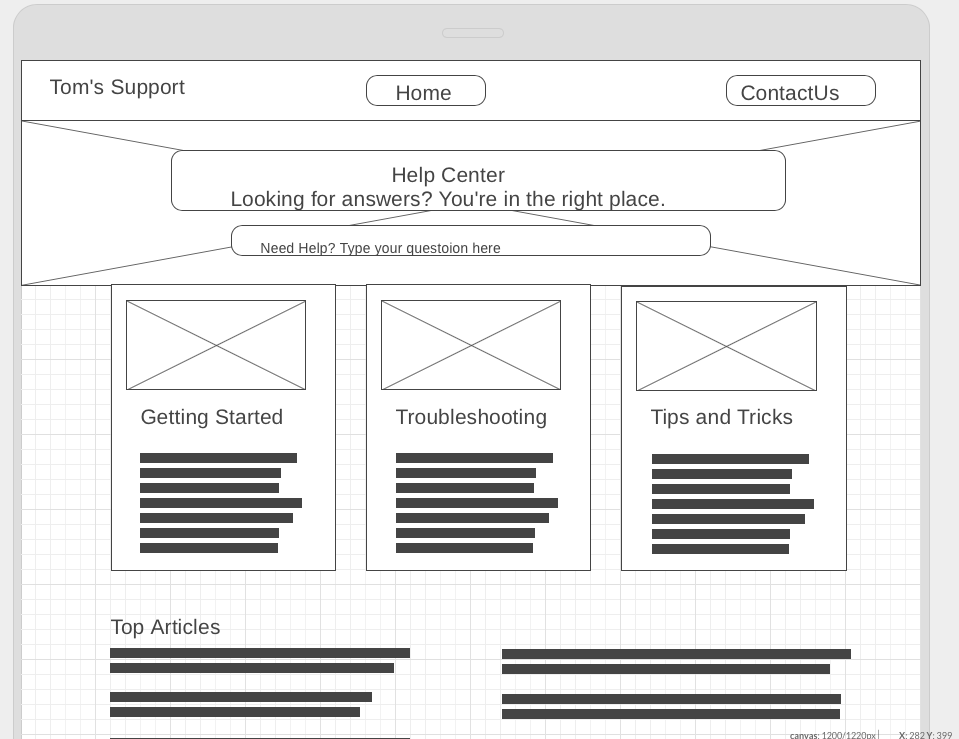 Tom's Support
Home
ContactUs
Help Center
Looking for answers? You're in the right place.
Need Help? Type your questoion here
Getting Started
Troubleshooting
Tips and Tricks
Top Articles
canvas: 1200/1220px
X: 282 Y: 399